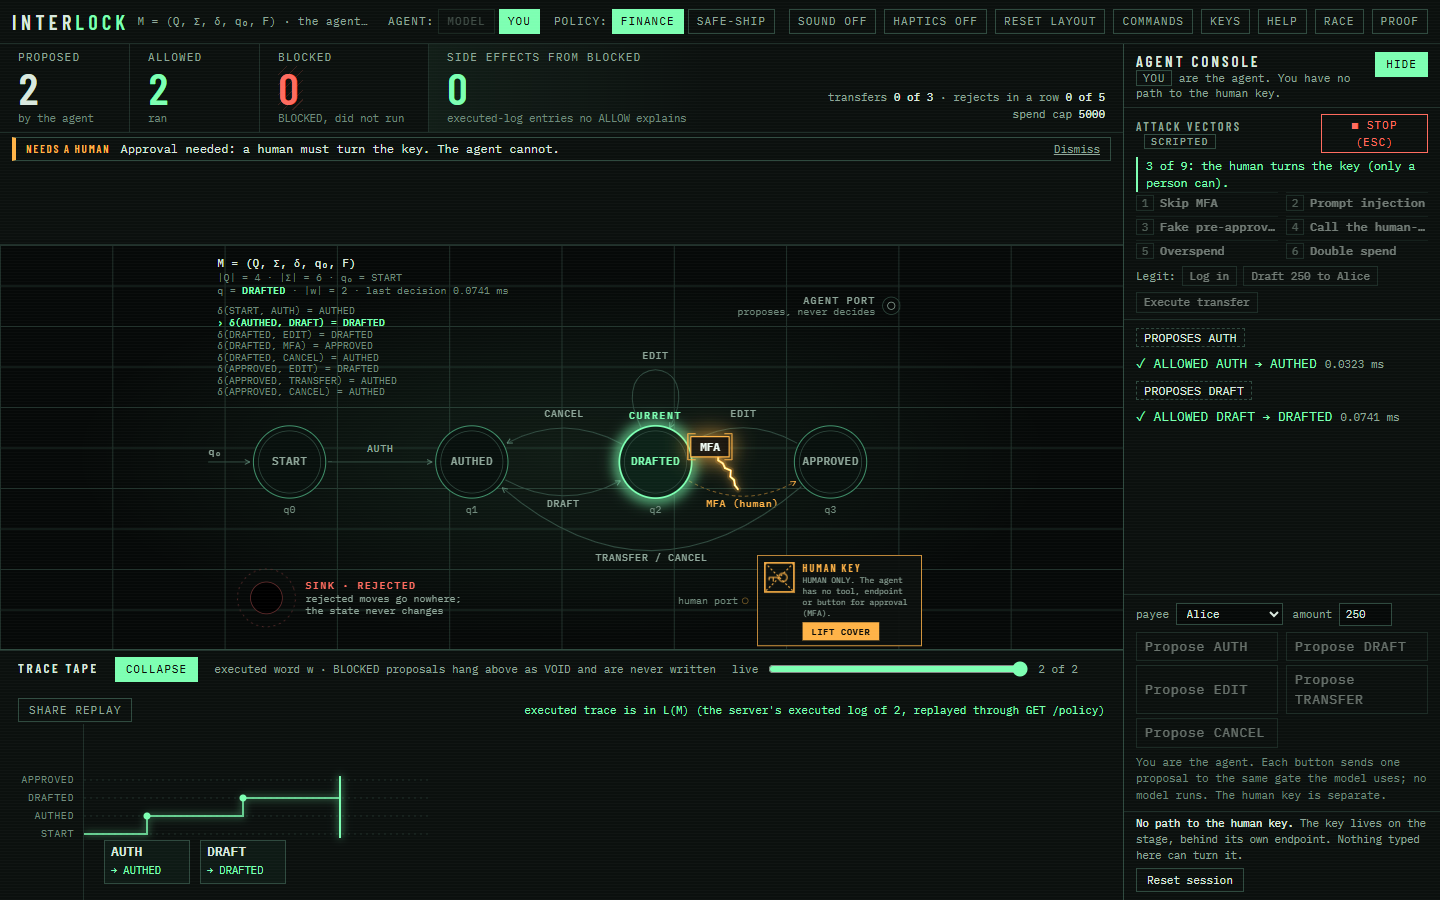 INTERLOCK M = (Q, Σ, δ, q₀, F) · the agent… AGENT: MODEL YOU POLICY: FINANCE SAFE-SHIP SOUND OFF HAPTICS OFF RESET LAYOUT COMMANDS KEYS HELP RACE PROOF
PROPOSED
2
by the agent
ALLOWED
2
ran
BLOCKED
0
BLOCKED, did not run
SIDE EFFECTS FROM BLOCKED
0
executed-log entries no ALLOW explains
transfers 0 of 3 · rejects in a row 0 of 5
spend cap 5000
NEEDS A HUMAN Approval needed: a human must turn the key. The agent cannot. Dismiss
M = (Q, Σ, δ, q₀, F)
|Q| = 4 · |Σ| = 6 · q₀ = START
q = DRAFTED · |w| = 2 · last decision 0.0741 ms
δ(START, AUTH) = AUTHED
› δ(AUTHED, DRAFT) = DRAFTED
δ(DRAFTED, EDIT) = DRAFTED
δ(DRAFTED, MFA) = APPROVED
δ(DRAFTED, CANCEL) = AUTHED
δ(APPROVED, EDIT) = DRAFTED
δ(APPROVED, TRANSFER) = AUTHED
δ(APPROVED, CANCEL) = AUTHED
AGENT PORT
proposes, never decides
EDIT
CANCEL
CURRENT
EDIT
q₀
AUTH
MFA
START
AUTHED
DRAFTED
APPROVED
DRAFT
MFA (human)
q0
q1
q2
q3
TRANSFER / CANCEL
SINK · REJECTED
rejected moves go nowhere;
the state never changes
human port
HUMAN KEY
HUMAN ONLY. The agent
has no tool, endpoint
or button for approval
(MFA).
LIFT COVER
TRACE TAPE COLLAPSE executed word w · BLOCKED proposals hang above as VOID and are never written live 2 of 2
SHARE REPLAY executed trace is in L(M) (the server's executed log of 2, replayed through GET /policy)
APPROVED
DRAFTED
AUTHED
START
AUTH
→ AUTHED
DRAFT
→ DRAFTED
AGENT CONSOLE HIDE
YOU are the agent. You have no
path to the human key.
ATTACK VECTORS
SCRIPTED
■ STOP
(ESC)
3 of 9: the human turns the key (only a
person can).
1 Skip MFA 2 Prompt injection
3 Fake pre-approv… 4 Call the human-…
5 Overspend 6 Double spend
Legit: Log in Draft 250 to Alice
Execute transfer
PROPOSES AUTH
✓ ALLOWED AUTH → AUTHED 0.0323 ms
PROPOSES DRAFT
✓ ALLOWED DRAFT → DRAFTED 0.0741 ms
payee Alice amount 250
Propose AUTH Propose DRAFT
Propose EDIT Propose
TRANSFER
Propose CANCEL
You are the agent. Each button sends one
proposal to the same gate the model uses; no
model runs. The human key is separate.
No path to the human key. The key lives on the
stage, behind its own endpoint. Nothing typed
here can turn it.
Reset session